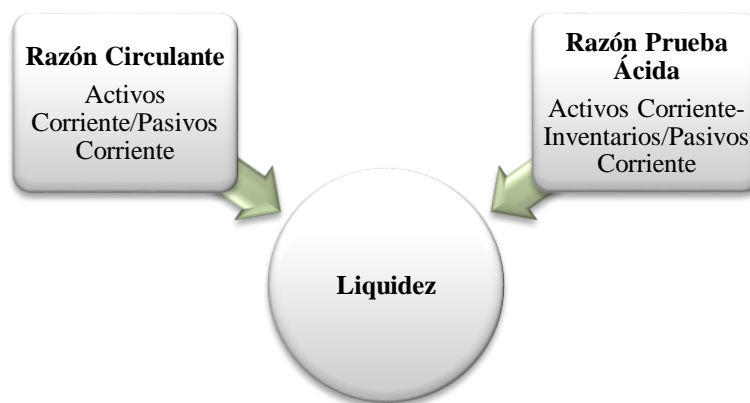 Razón Circulante
Activos
Corriente/Pasivos
Corriente
Razón Prueba
Ácida
Activos Corriente-
Inventarios/Pasivos
Corriente
Liquidez